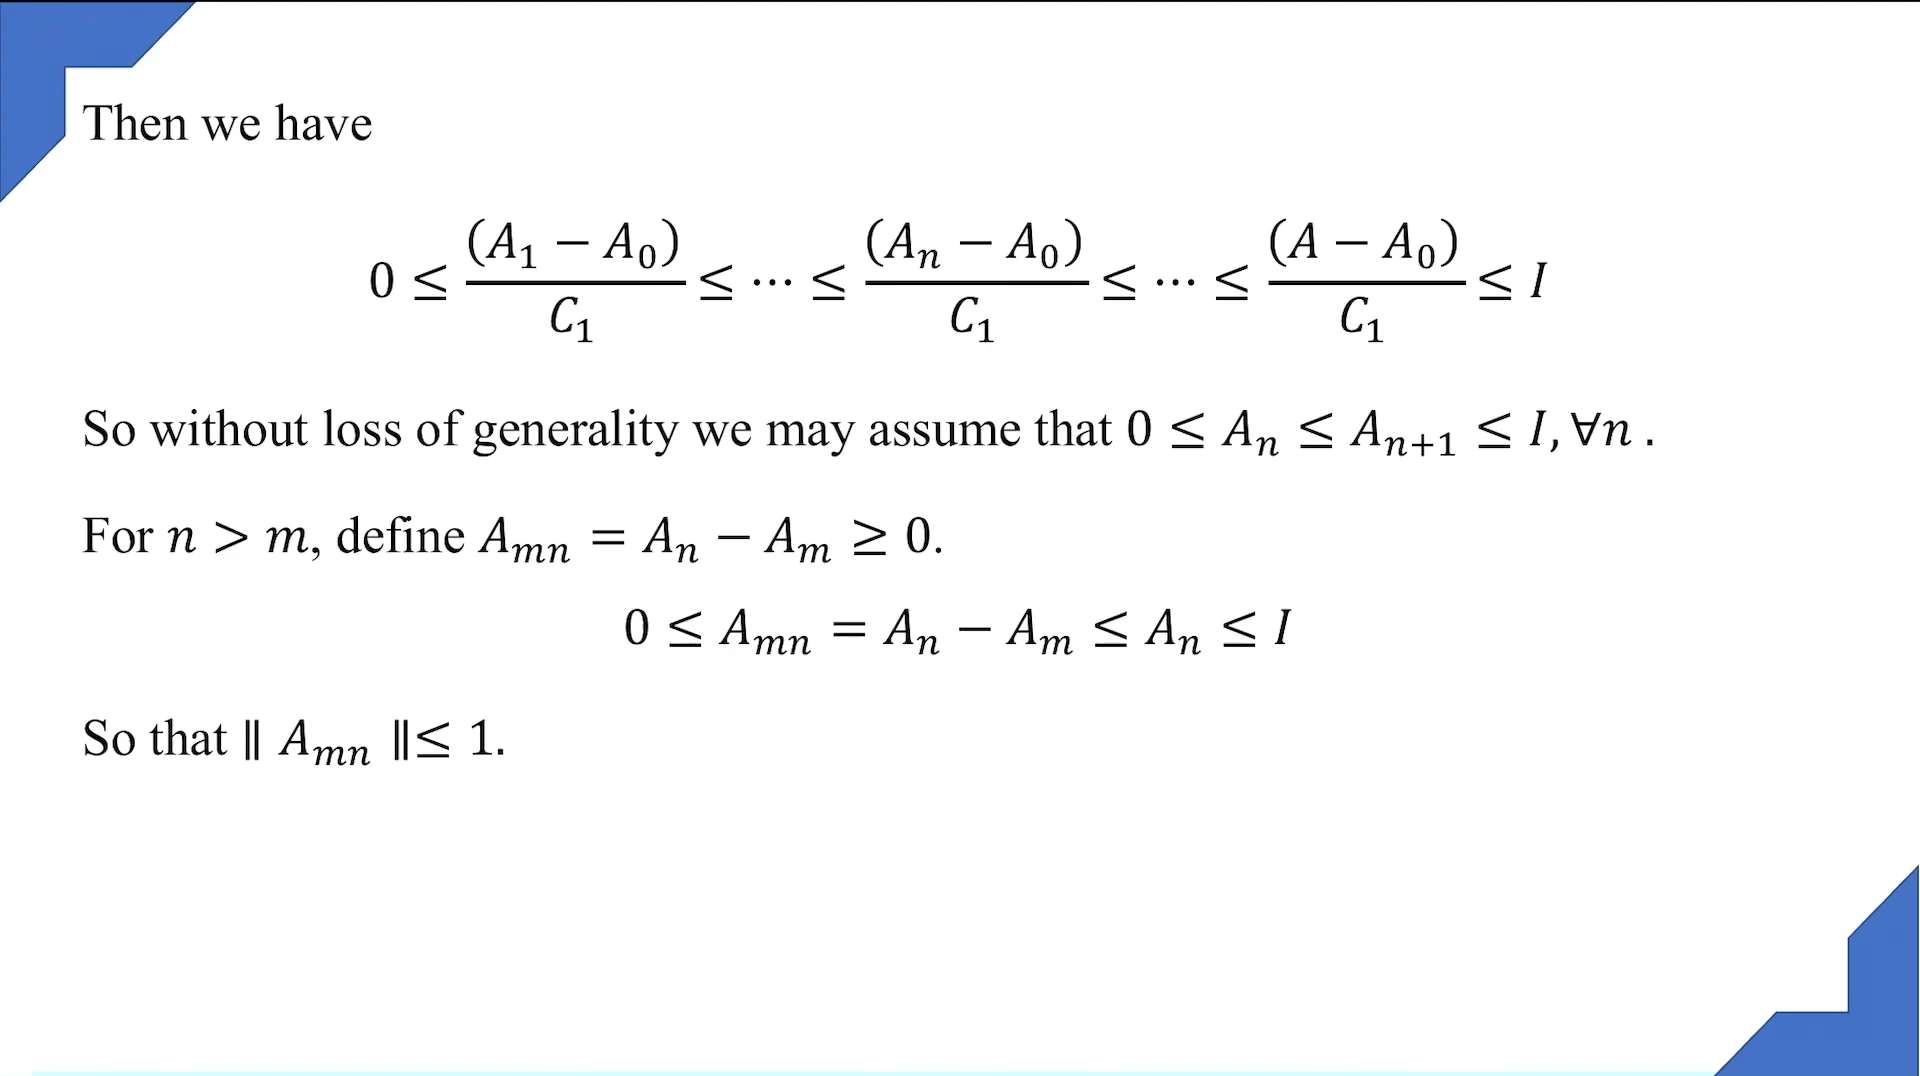 Then we have
0 ≤ (A₁ − A₀)/C₁ ≤ ⋯ ≤ (Aₙ − A₀)/C₁ ≤ ⋯ ≤ (A − A₀)/C₁ ≤ I
So without loss of generality we may assume that 0 ≤ Aₙ ≤ Aₙ₊₁ ≤ I, ∀n .
For n > m, define Aₘₙ = Aₙ − Aₘ ≥ 0.
0 ≤ Aₘₙ = Aₙ − Aₘ ≤ Aₙ ≤ I
So that ∥ Aₘₙ ∥≤ 1.